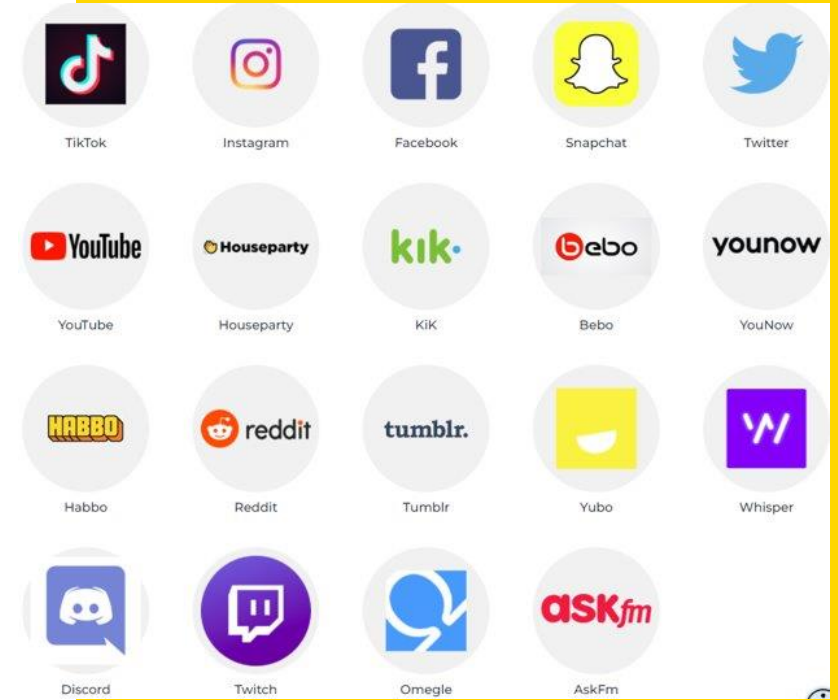 TikTok Instagram Facebook Snapchat Twitter
YouTube Houseparty kik bebo younow
YouTube Houseparty KiK Bebo YouNow
HABBO reddit tumblr.
Habbo Reddit Tumblr Yubo Whisper
ASKfm
Discord Twitch Omegle AskFm